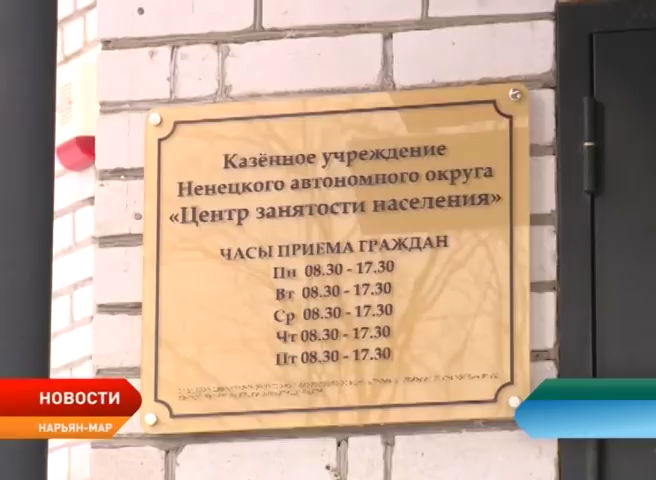 Казённое учреждение
Ненецкого автономного округа
«Центр занятости населения»
ЧАСЫ ПРИЕМА ГРАЖДАН
Пн 08.30 - 17.30
Вт 08.30 - 17.30
Ср 08.30 - 17.30
Чт 08.30 - 17.30
Пт 08.30 - 17.30
НОВОСТИ
НАРЬЯН-МАР